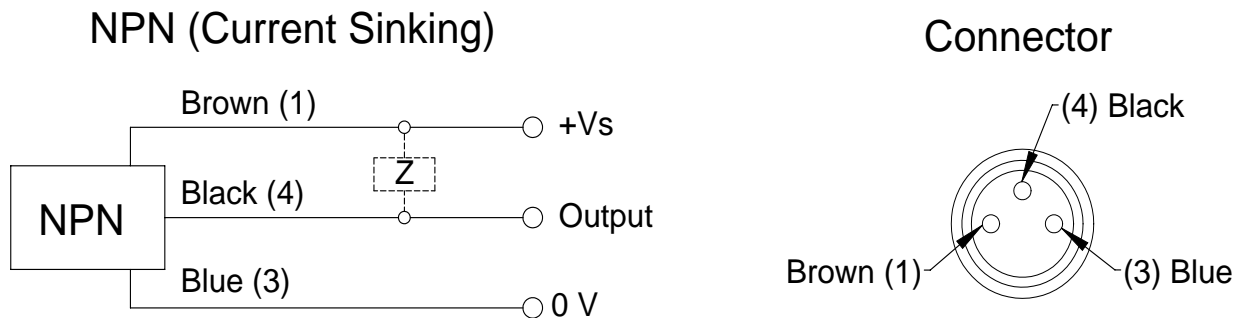 NPN (Current Sinking)
Connector
Brown (1)
+Vs
(4) Black
Z
Black (4)
NPN
Output
Blue (3)
0 V
Brown (1)
(3) Blue